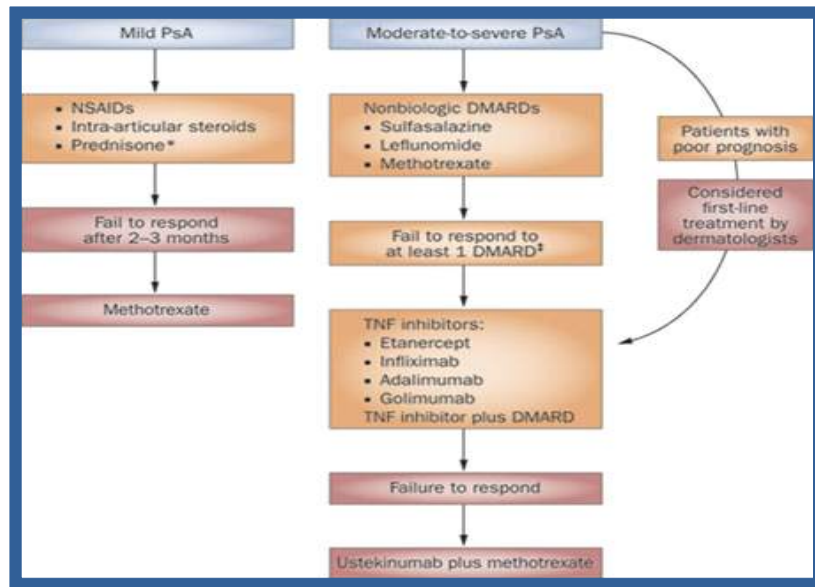 Mild PsA
▪ NSAIDs
▪ Intra-articular steroids
▪ Prednisone*
Fail to respond
after 2–3 months
Methotrexate
Moderate-to-severe PsA
Nonbiologic DMARDs
▪ Sulfasalazine
▪ Leflunomide
▪ Methotrexate
Fail to respond to
at least 1 DMARD‡
TNF inhibitors:
▪ Etanercept
▪ Infliximab
▪ Adalimumab
▪ Golimumab
TNF inhibitor plus DMARD
Failure to respond
Ustekinumab plus methotrexate
Patients with
poor prognosis
Considered
first-line
treatment by
dermatologists